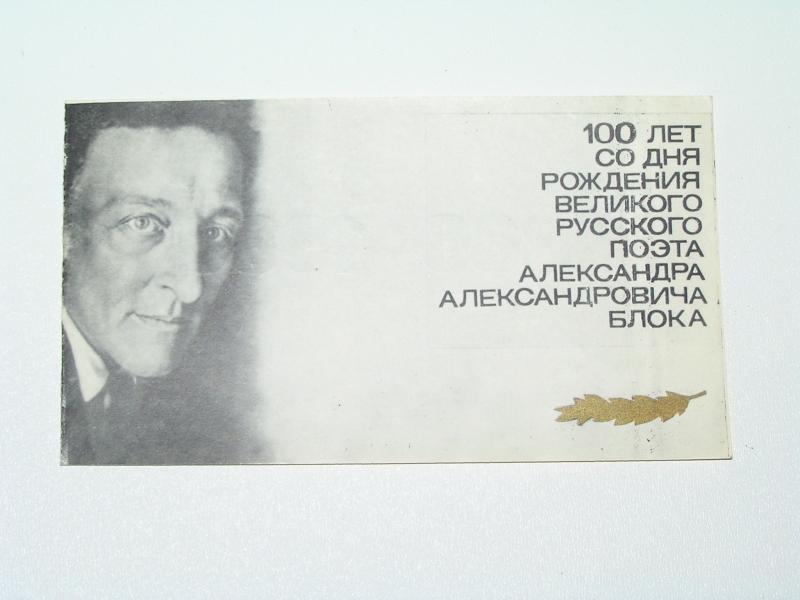 100 ЛЕТ
СО ДНЯ
РОЖДЕНИЯ
ВЕЛИКОГО
РУССКОГО
ПОЭТА
АЛЕКСАНДРА
АЛЕКСАНДРОВИЧА
БЛОКА